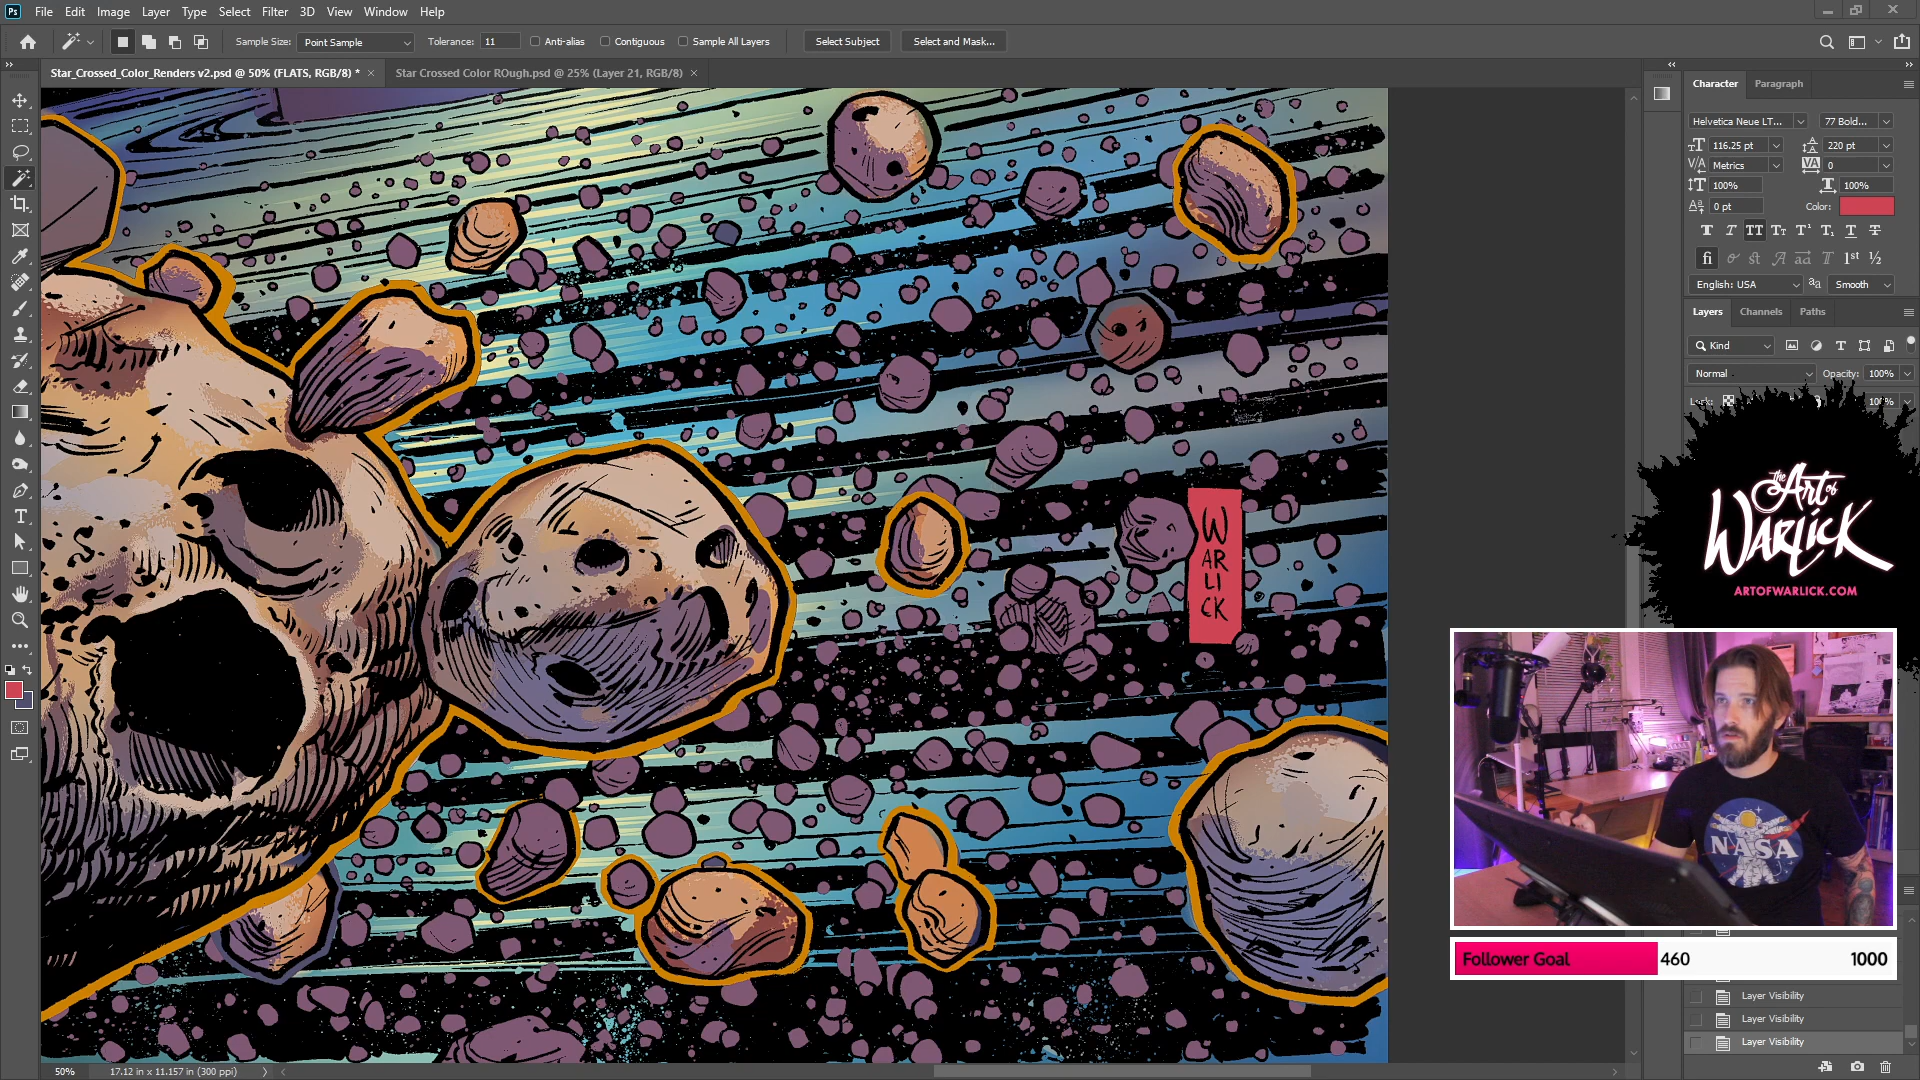 Ps File Edit Image Layer Type Select Filter 3D View Window Help
Sample Size: Point Sample Tolerance: 11 Anti-alias Contiguous Sample All Layers Select Subject Select and Mask...
Star_Crossed_Color_Renders v2.psd @ 50% (FLATS, RGB/8) * × Star Crossed Color ROugh.psd @ 25% (Layer 21, RGB/8) ×
Character Paragraph
Helvetica Neue LT... 77 Bold...
116.25 pt 220 pt
Metrics 0
100% 100%
0 pt Color:
English: USA Smooth
Layers Channels Paths
Kind
Normal Opacity: 100%
Lock: 100%
the Art of
Warlick
ARTOFWARLICK.COM
W
AR
LI
CK
NASA
Follower Goal 460 1000
Layer Visibility
Layer Visibility
Layer Visibility
50% 17.12 in x 11.157 in (300 ppi)